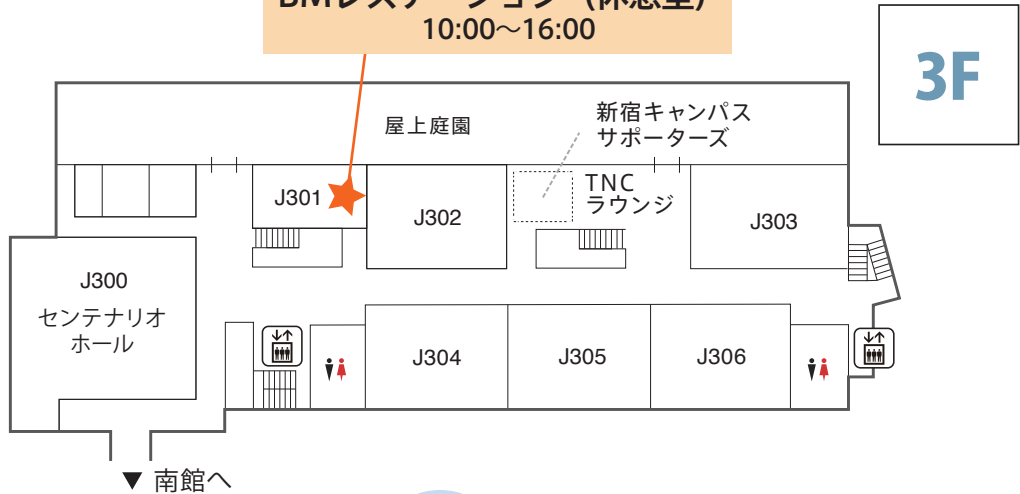 10:00〜16:00
3F
屋上庭園
新宿キャンパス
サポーターズ
TNC
ラウンジ
J301
J302
J303
J300
センテナリオ
ホール
J304
J305
J306
▼ 南館へ